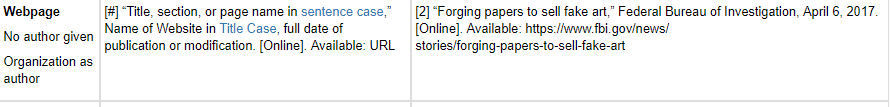 Webpage
No author given
Organization as
author
[#] “Title, section, or page name in sentence case,”
Name of Website in Title Case, full date of
publication or modification. [Online]. Available: URL
[2] “Forging papers to sell fake art,” Federal Bureau of Investigation, April 6, 2017.
[Online]. Available: https://www.fbi.gov/news/
stories/forging-papers-to-sell-fake-art